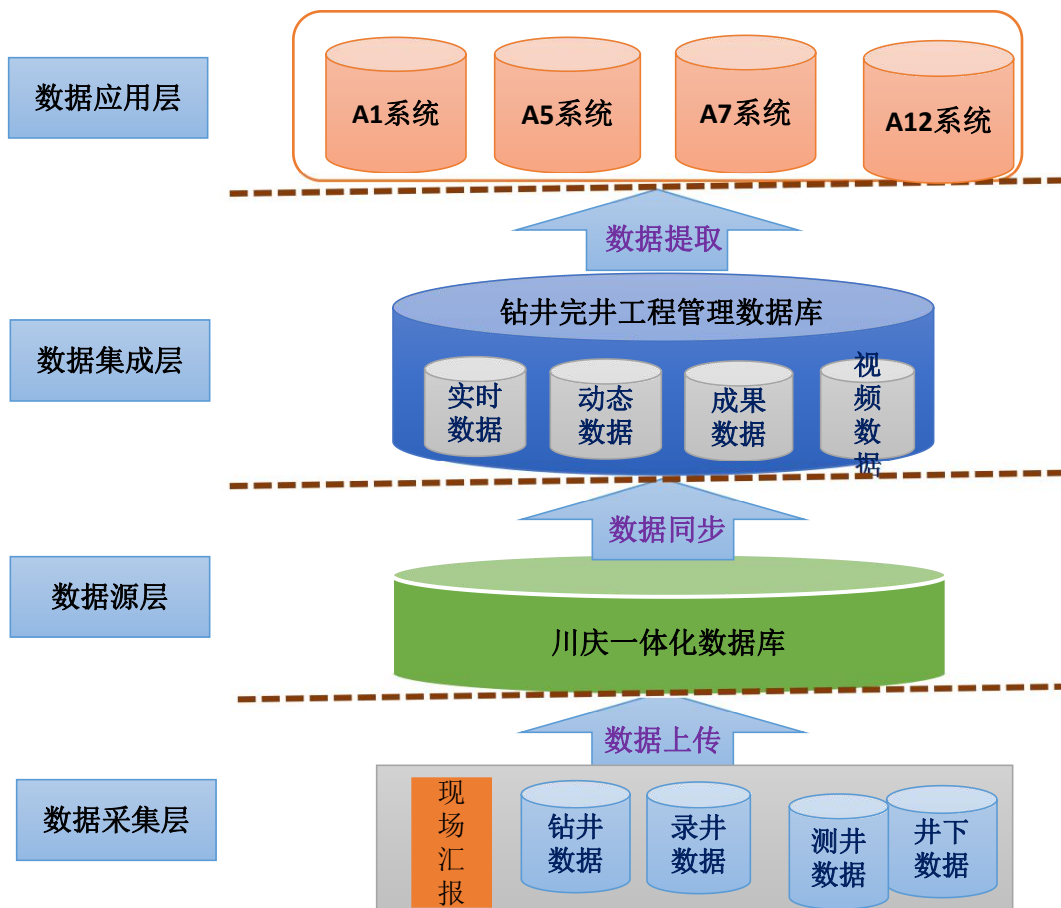 数据应用层
A1系统
A5系统
A7系统
A12系统
数据提取
数据集成层
钻井完井工程管理数据库
实时
数据
动态
数据
成果
数据
视
频
数
据
数据同步
数据源层
川庆一体化数据库
数据上传
数据采集层
现
场
汇
报
钻井
数据
录井
数据
测井
数据
井下
数据